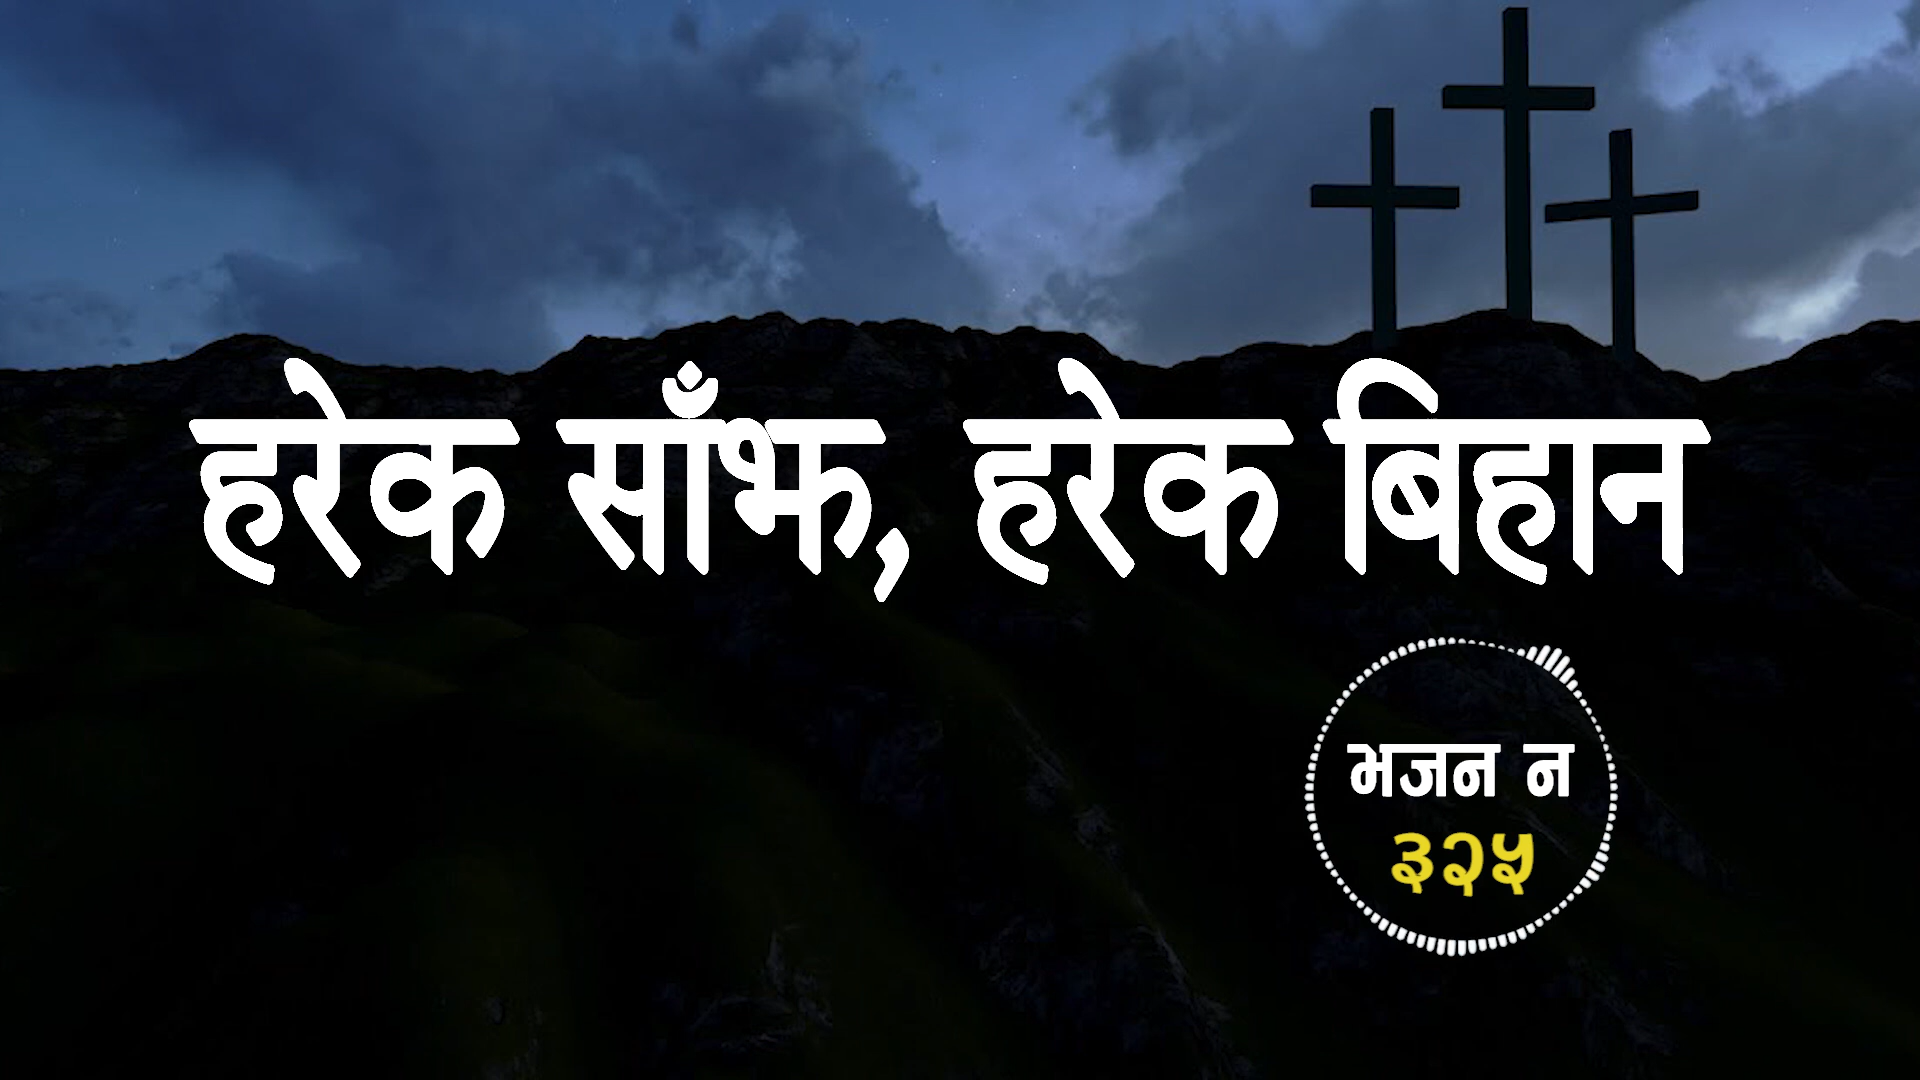 हरेक साँझ, हरेक बिहान
भजन न
३२५